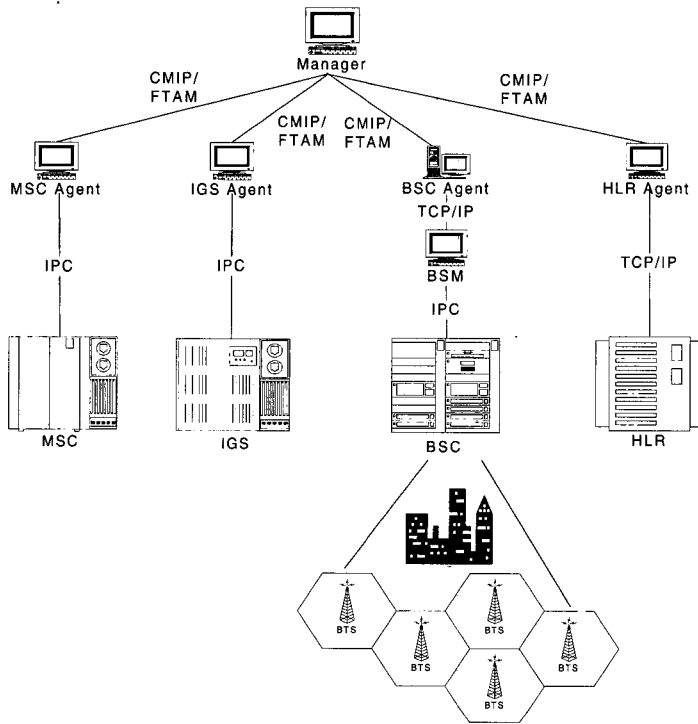 Manager
CMIP/
FTAM
CMIP/
FTAM
CMIP/
FTAM
CMIP/
FTAM
MSC Agent
IGS Agent
BSC Agent
HLR Agent
TCP/IP
BSM
IPC
IPC
IPC
TCP/IP
MSC
IGS
BSC
HLR
BTS
BTS
BTS
BTS
BTS